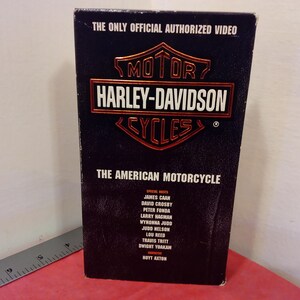 THE ONLY OFFICIAL AUTHORIZED VIDEO
MOTOR
HARLEY-DAVIDSON
CYCLES
®
THE AMERICAN MOTORCYCLE
SPECIAL GUESTS
JAMES CAAN
DAVID CROSBY
PETER FONDA
LARRY HAGMAN
WYNONNA JUDD
JUDD NELSON
LOU REED
TRAVIS TRITT
DWIGHT YOAKAM
HOYT AXTON